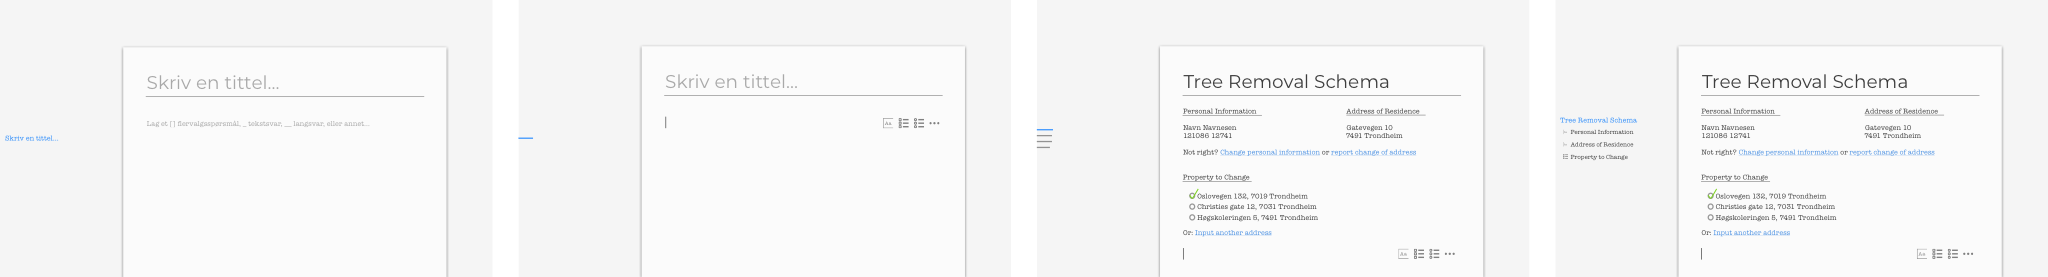 Skriv en tittel...
Skriv en tittel...
Lag et [ ] flervalgsspørsmål, _ tekstsvar, __ langsvar, eller annet...
Skriv en tittel...
Aa
Tree Removal Schema
Personal Information
Address of Residence
Navn Navnesen
121086 12741
Gatevegen 10
7491 Trondheim
Not right? Change personal information or report change of address
Property to Change
Oslovegen 132, 7019 Trondheim
Christies gate 12, 7031 Trondheim
Høgskoleringen 5, 7491 Trondheim
Or: Input another address
Aa
Tree Removal Schema
Personal Information
Address of Residence
Property to Change
Tree Removal Schema
Personal Information
Address of Residence
Navn Navnesen
121086 12741
Gatevegen 10
7491 Trondheim
Not right? Change personal information or report change of address
Property to Change
Oslovegen 132, 7019 Trondheim
Christies gate 12, 7031 Trondheim
Høgskoleringen 5, 7491 Trondheim
Or: Input another address
Aa